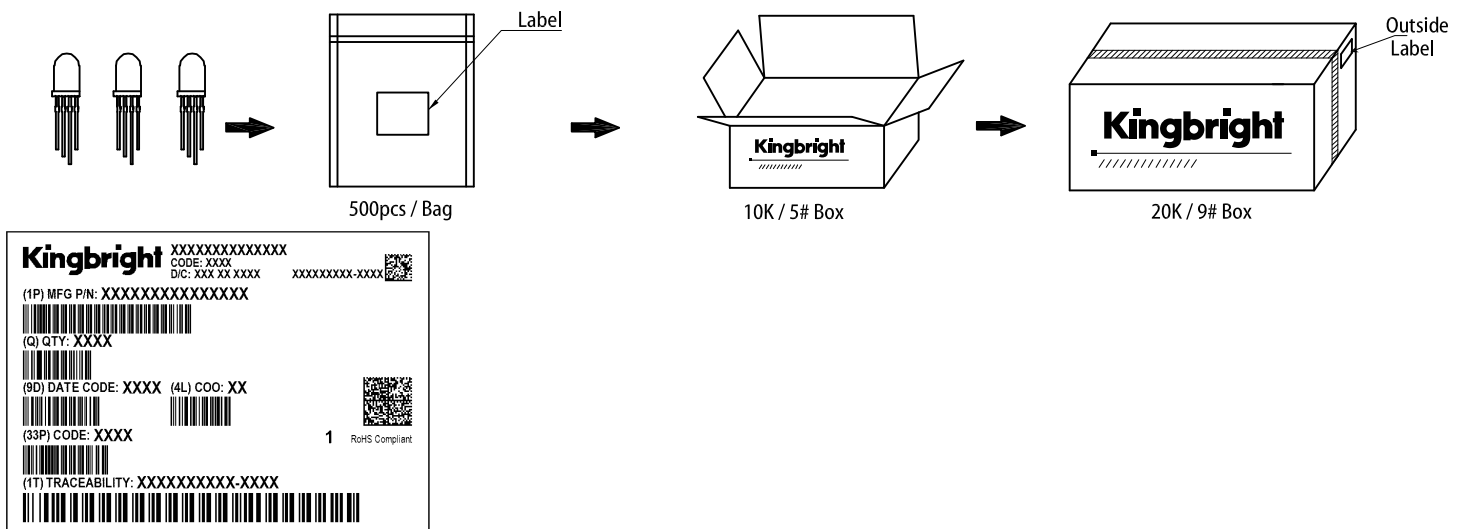 Label
500pcs / Bag
Kingbright
10K / 5# Box
Outside
Label
Kingbright
20K / 9# Box
Kingbright
XXXXXXXXXXXXXX
CODE: XXXX
D/C: XXX XX XXXX XXXXXXXXX-XXXX
(1P) MFG P/N: XXXXXXXXXXXXXXX
(Q) QTY: XXXX
(9D) DATE CODE: XXXX (4L) COO: XX
(33P) CODE: XXXX
1 RoHS Compliant
(1T) TRACEABILITY: XXXXXXXXXX-XXXX